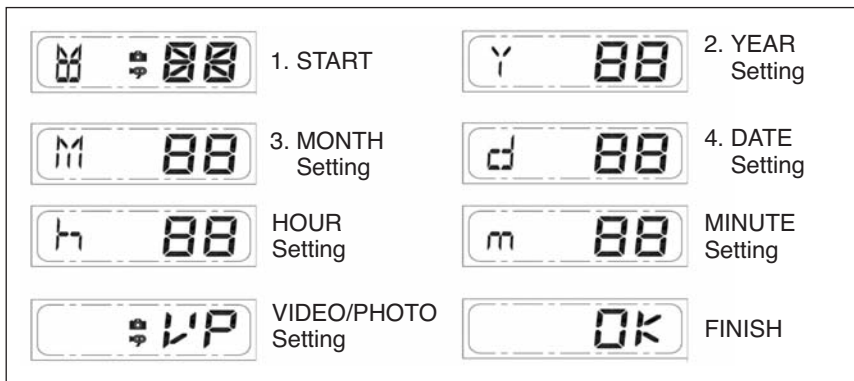 1. START
Y 88
2. YEAR
Setting
M 88
3. MONTH
Setting
d 88
4. DATE
Setting
h 88
HOUR
Setting
m 88
MINUTE
Setting
VP
VIDEO/PHOTO
Setting
OK
FINISH